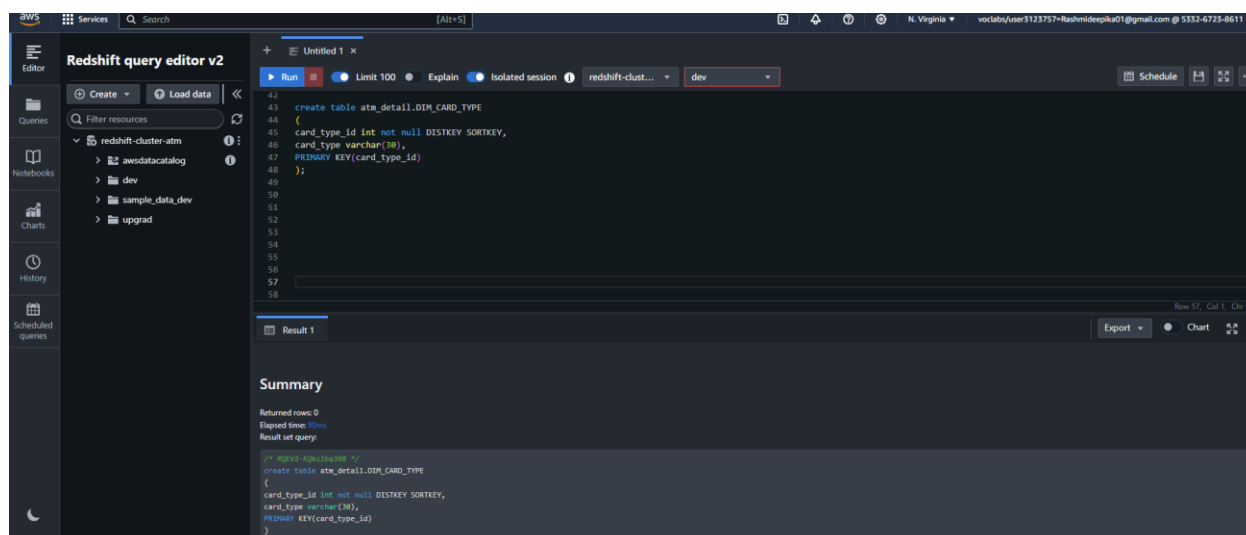 aws Services Search [Alt+S] N. Virginia voclabs/user3123757=Rashmideepika01@gmail.com @ 5332-6723-8611
Editor
Queries
Notebooks
Charts
History
Scheduled
queries
Redshift query editor v2
Create Load data
Filter resources
redshift-cluster-atm
awsdatacatalog
dev
sample_data_dev
upgrad
+ Untitled 1 ×
Run Limit 100 Explain Isolated session redshift-clust... dev Schedule
42
43 create table atm_detail.DIM_CARD_TYPE
44 (
45 card_type_id int not null DISTKEY SORTKEY,
46 card_type varchar(30),
47 PRIMARY KEY(card_type_id)
48 );
49
50
51
52
53
54
55
56
57
58
Row 57, Col 1,
Result 1 Export Chart
Summary
Returned rows: 0
Elapsed time: 90ms
Result set query:
create table atm_detail.DIM_CARD_TYPE
(
card_type_id int not null DISTKEY SORTKEY,
card_type varchar(30),
PRIMARY KEY(card_type_id)
)